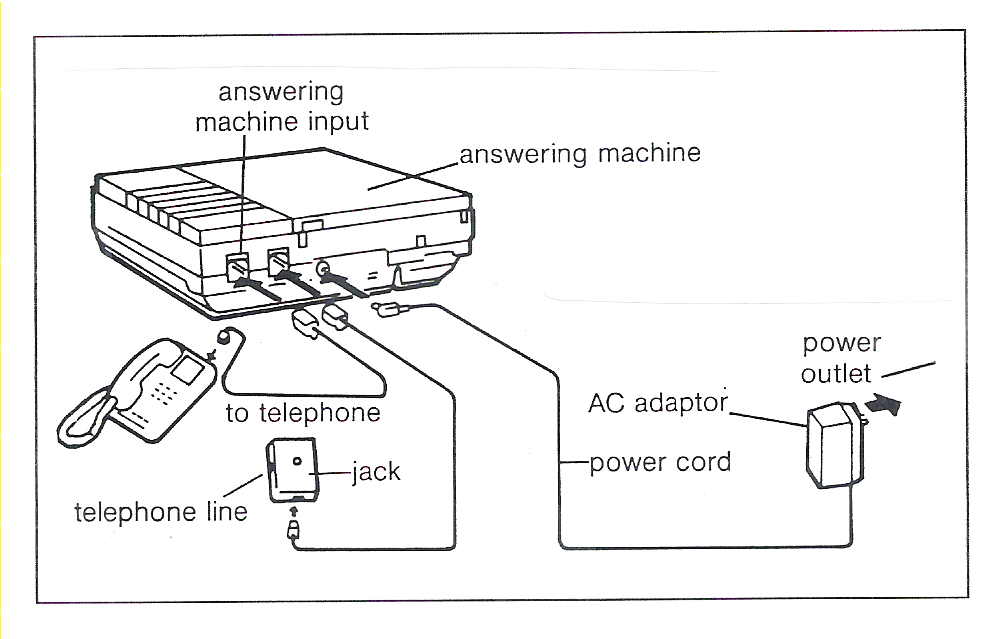 answering
machine input
answering machine
power
outlet
AC adaptor
to telephone
jack
power cord
telephone line